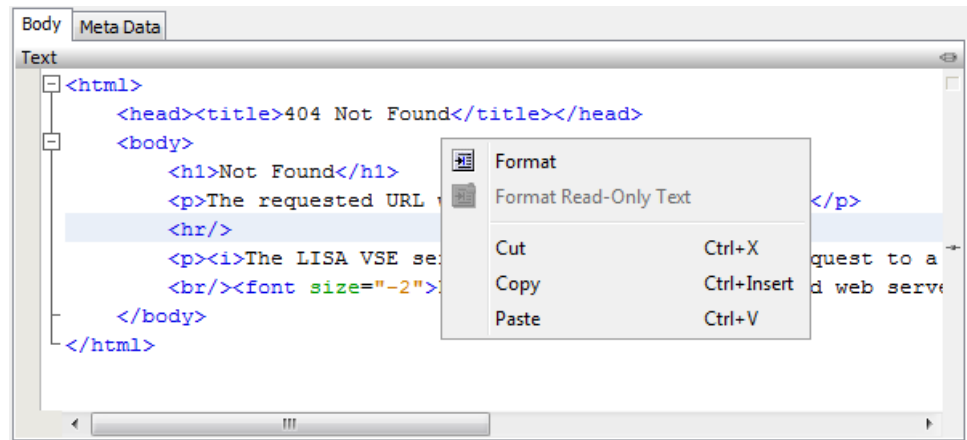 Body Meta Data
Text
<html>
<head><title>404 Not Found</title></head>
<body>
<h1>Not Found</h1>
<p>The requested URL </p>
<hr/>
<p><i>The LISA VSE quest to a
<br/><font size="-2"> d web
</body>
</html>
Format
Format Read-Only Text
Cut Ctrl+X
Copy Ctrl+Insert
Paste Ctrl+V